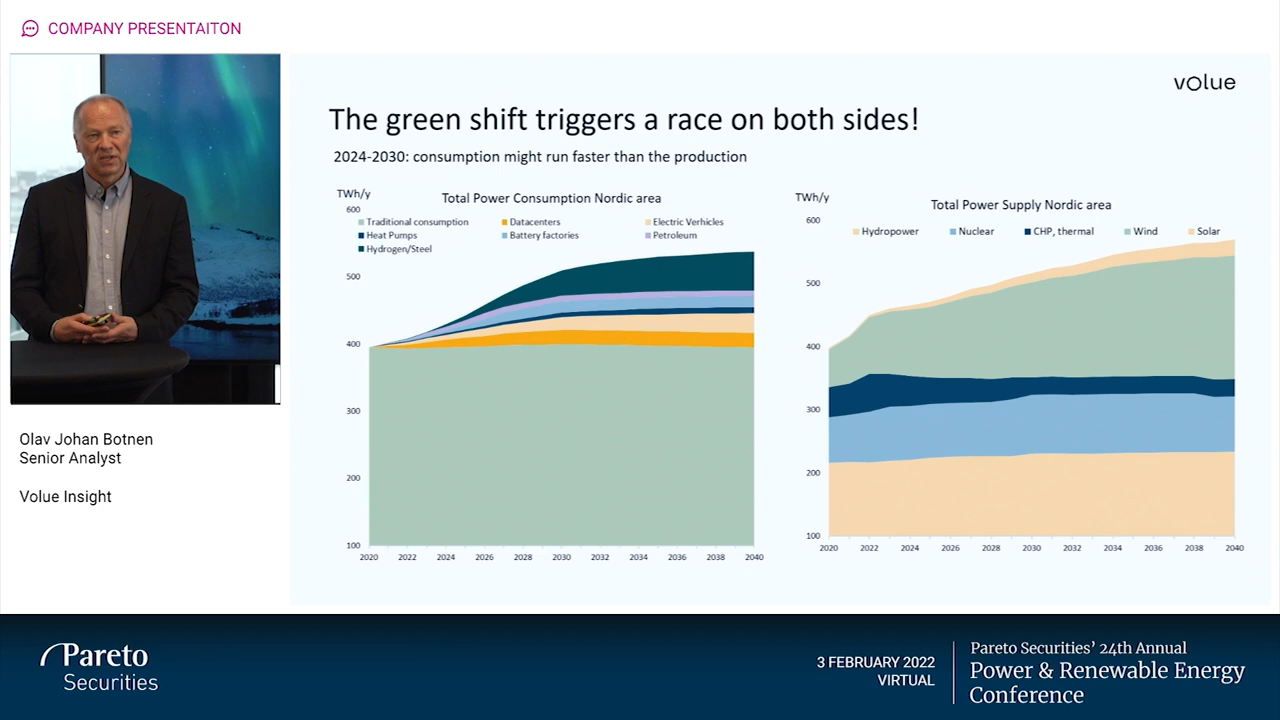 COMPANY PRESENTAITON
volue
The green shift triggers a race on both sides!
2024-2030: consumption might run faster than the production
TWh/y
Total Power Consumption Nordic area
600
Traditional consumption
Datacenters
Electric Verhicles
Heat Pumps
Battery factories
Petroleum
Hydrogen/Steel
500
400
300
200
100
2020 2022 2024 2026 2028 2030 2032 2034 2036 2038 2040
TWh/y
Total Power Supply Nordic area
600
Hydropower
Nuclear
CHP, thermal
Wind
Solar
500
400
300
200
100
2020 2022 2024 2026 2028 2030 2032 2034 2036 2038 2040
Olav Johan Botnen
Senior Analyst
Volue Insight
Pareto
Securities
3 FEBRUARY 2022
VIRTUAL
Pareto Securities' 24th Annual
Power & Renewable Energy
Conference